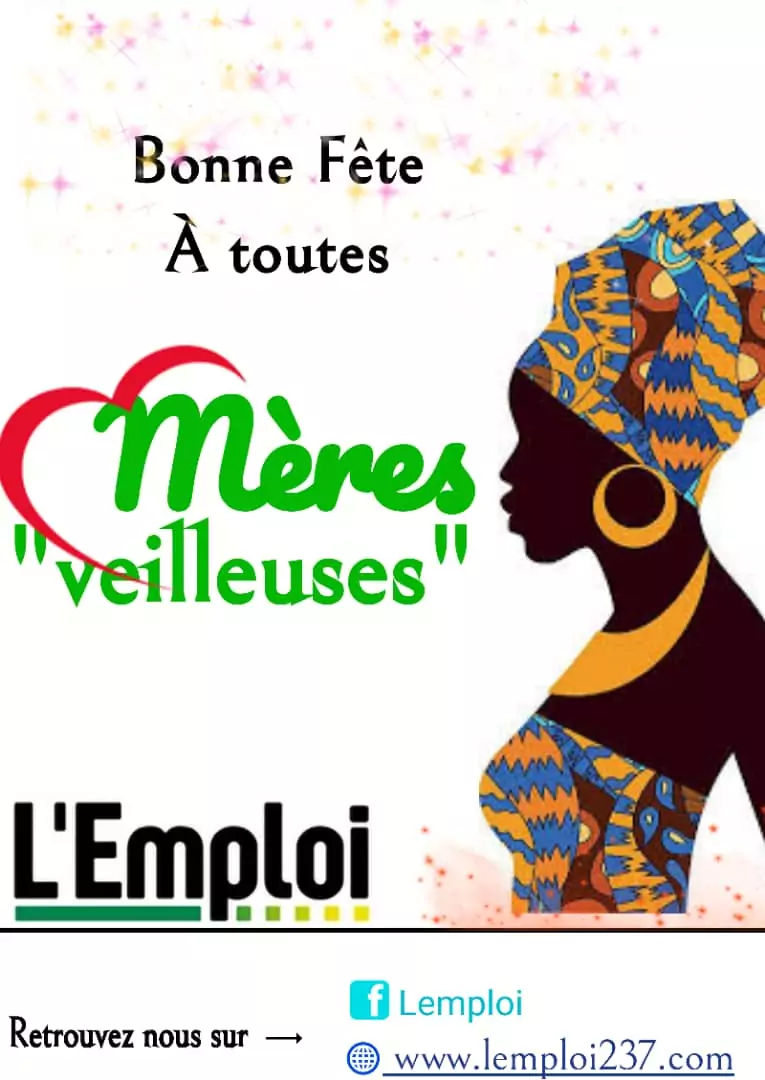 Bonne Fête
À toutes
Mères
"veilleuses"
L'Emploi
Lemploi
Retrouvez nous sur →
www.lemploi237.com